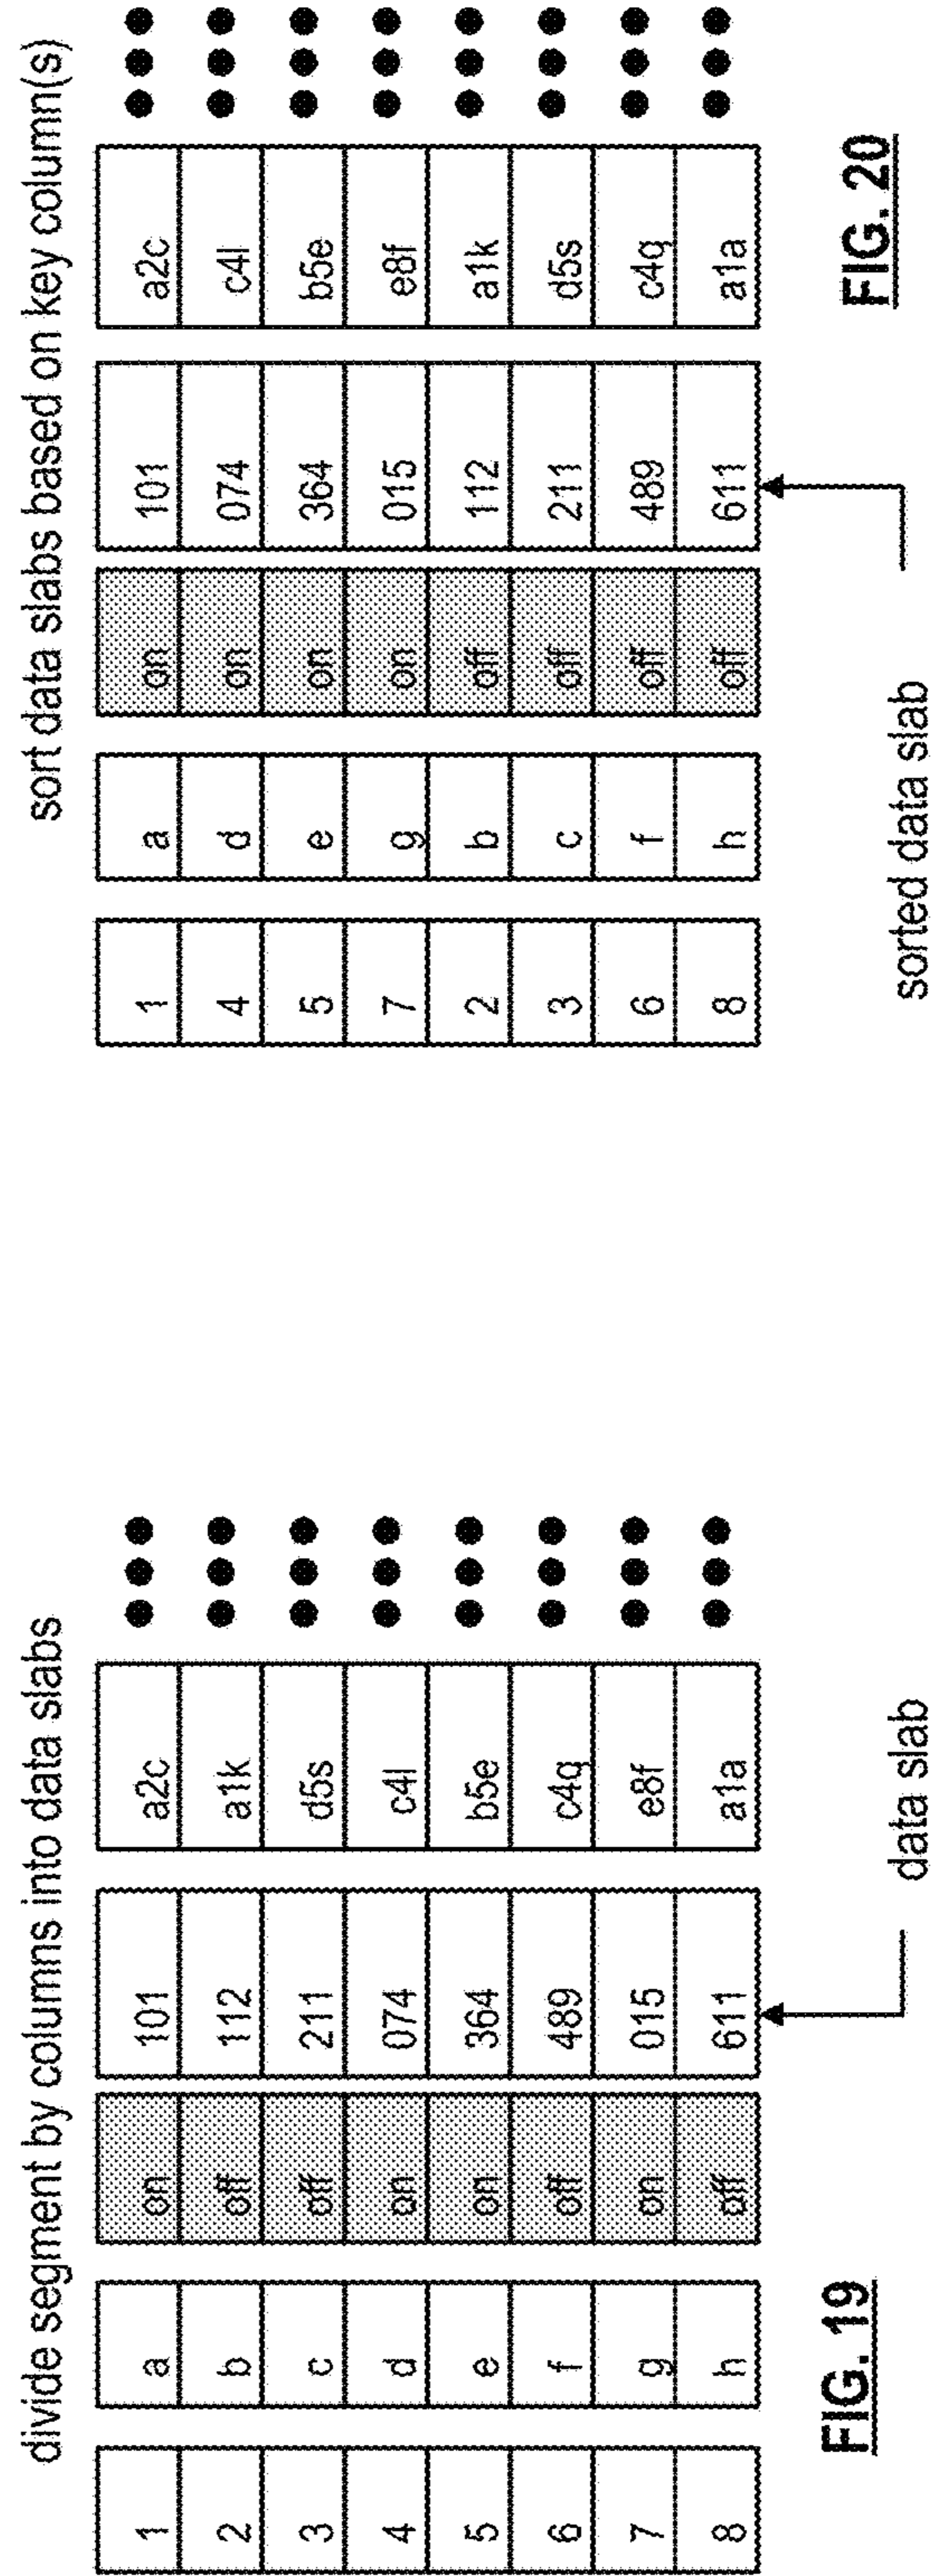 divide segment by columns into data slabs
1 a on 101 a2c
2 b off 112 a1k
3 c off 211 d5s
4 d on 074 c4l
5 e on 364 b5e
6 f off 489 c4q
7 g on 015 e8f
8 h off 611 a1a
data slab
FIG. 19
sort data slabs based on key column(s)
1 a on 101 a2c
4 d on 074 c4l
5 e on 364 b5e
7 g on 015 e8f
2 b off 112 a1k
3 c off 211 d5s
6 f off 489 c4q
8 h off 611 a1a
sorted data slab
FIG. 20